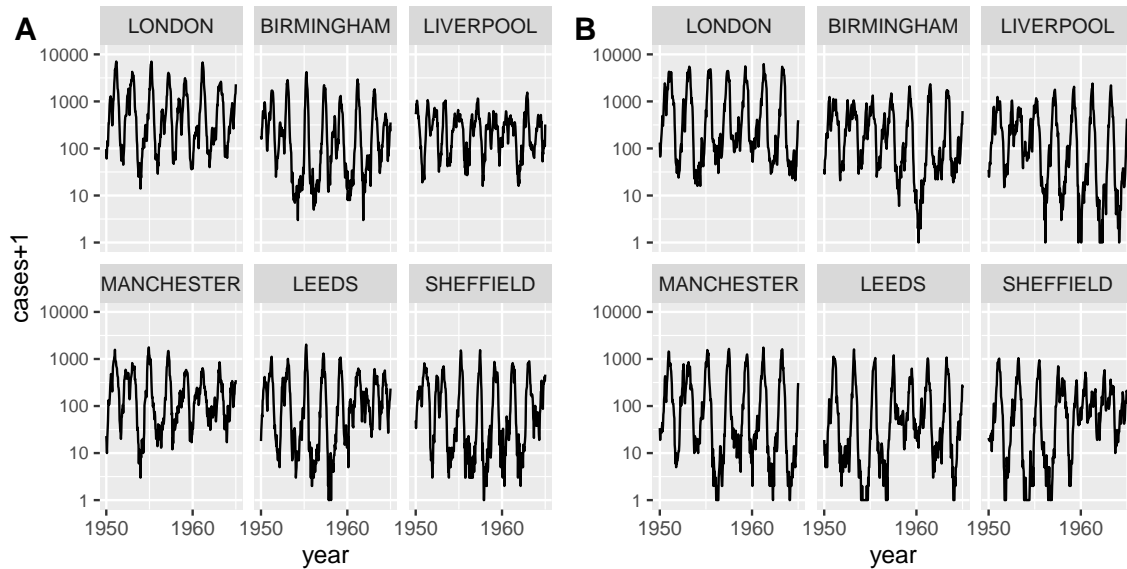 A
LONDON BIRMINGHAM LIVERPOOL
10000
1000
100
10
1
MANCHESTER LEEDS SHEFFIELD
10000
1000
100
10
1
1950 1960 1950 1960 1950 1960
year
cases+1
B
LONDON BIRMINGHAM LIVERPOOL
10000
1000
100
10
1
MANCHESTER LEEDS SHEFFIELD
10000
1000
100
10
1
1950 1960 1950 1960 1950 1960
year